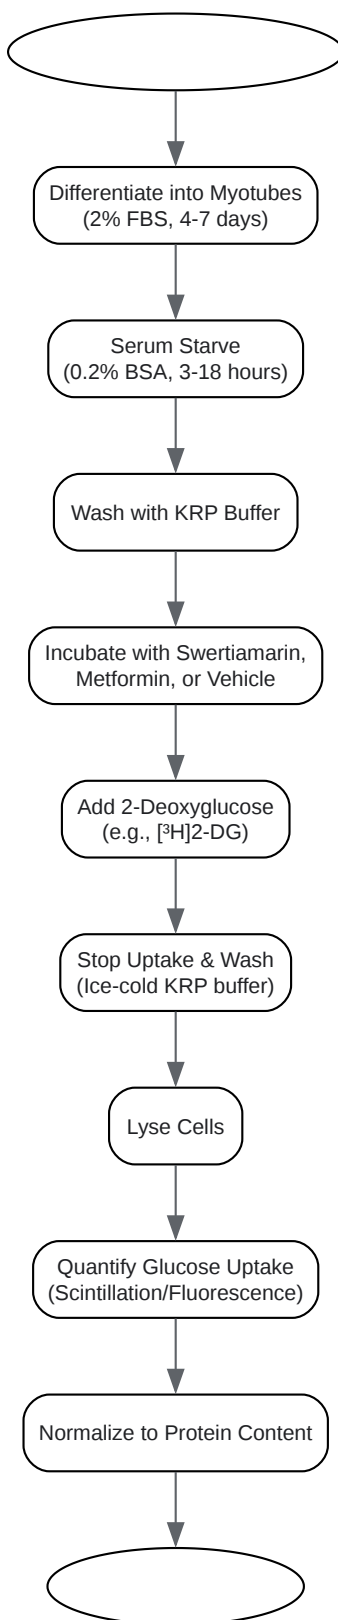 Differentiate into Myotubes
(2% FBS, 4-7 days)
Serum Starve
(0.2% BSA, 3-18 hours)
Wash with KRP Buffer
Incubate with Swertiamarin,
Metformin, or Vehicle
Add 2-Deoxyglucose
(e.g., [³H]2-DG)
Stop Uptake & Wash
(Ice-cold KRP buffer)
Lyse Cells
Quantify Glucose Uptake
(Scintillation/Fluorescence)
Normalize to Protein Content